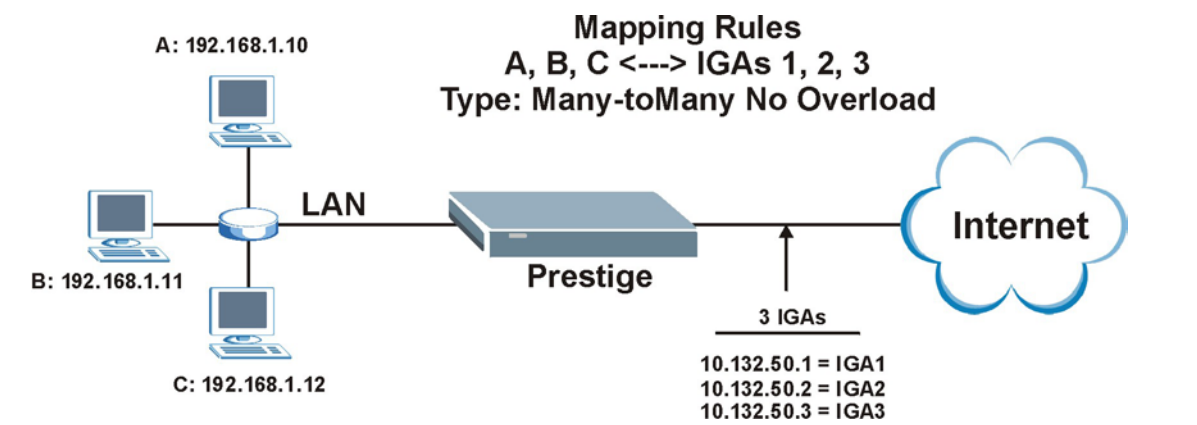 Mapping Rules
A, B, C <---> IGAs 1, 2, 3
Type: Many-toMany No Overload
A: 192.168.1.10
LAN
B: 192.168.1.11
C: 192.168.1.12
Prestige
Internet
3 IGAs
10.132.50.1 = IGA1
10.132.50.2 = IGA2
10.132.50.3 = IGA3